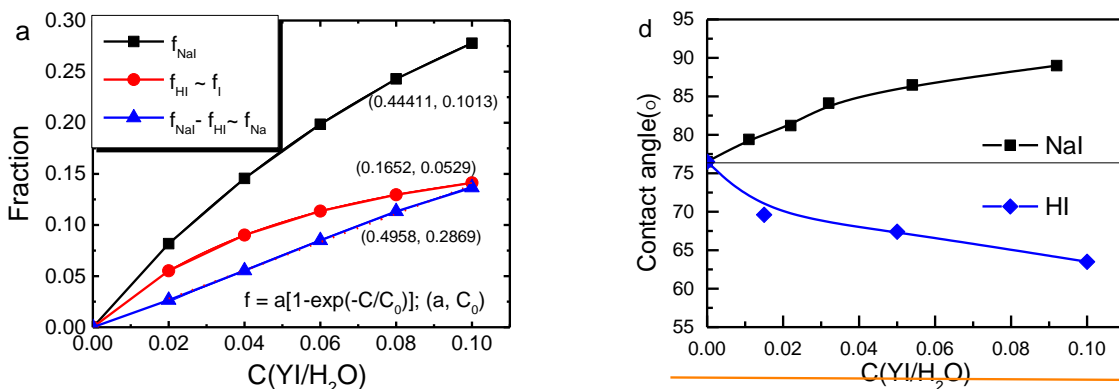 a
0.30
0.25
0.20
0.15
0.10
0.05
0.00
Fraction
f_NaI
f_HI ~ f_I
f_NaI - f_HI ~ f_Na
(0.44411, 0.1013)
(0.1652, 0.0529)
(0.4958, 0.2869)
f = a[1-exp(-C/C_0)]; (a, C_0)
0.00 0.02 0.04 0.06 0.08 0.10
C(YI/H_2O)
d
95
90
85
80
75
70
65
60
55
Contact angle(o)
NaI
HI
0.00 0.02 0.04 0.06 0.08 0.10
C(YI/H_2O)